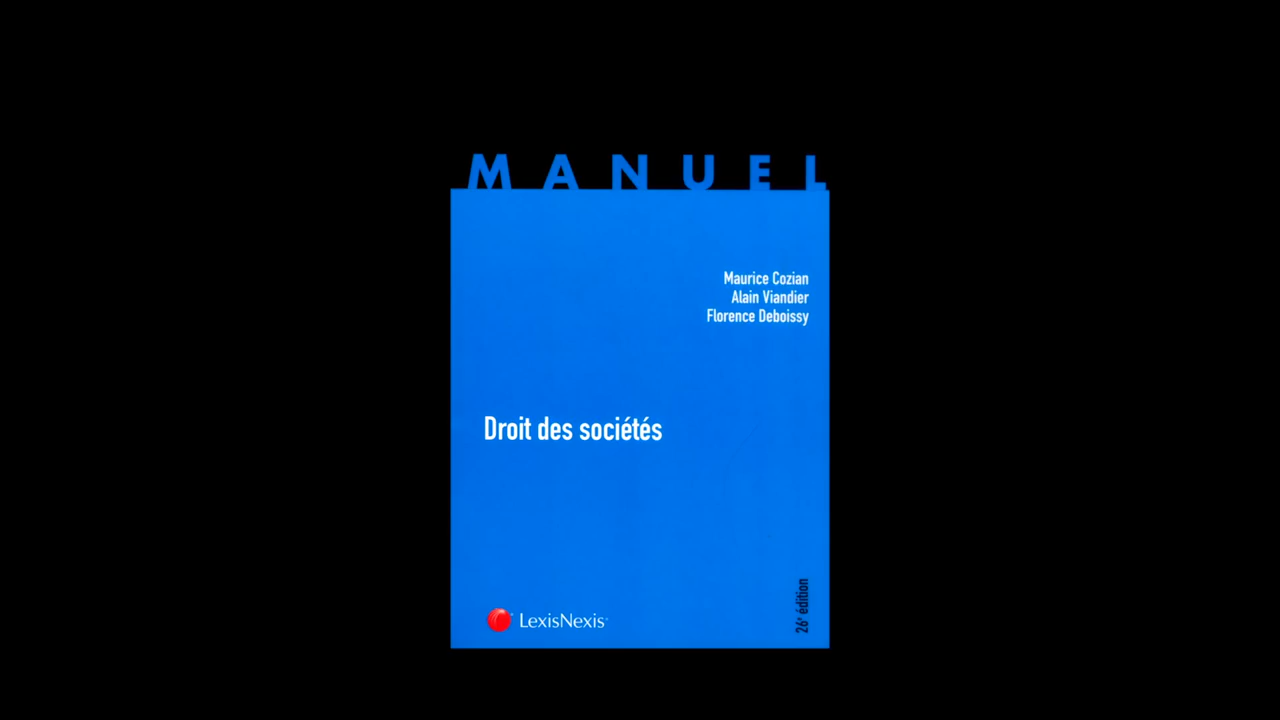 MANUEL
Maurice Cozian
Alain Viandier
Florence Deboissy
Droit des sociétés
26e édition
LexisNexis